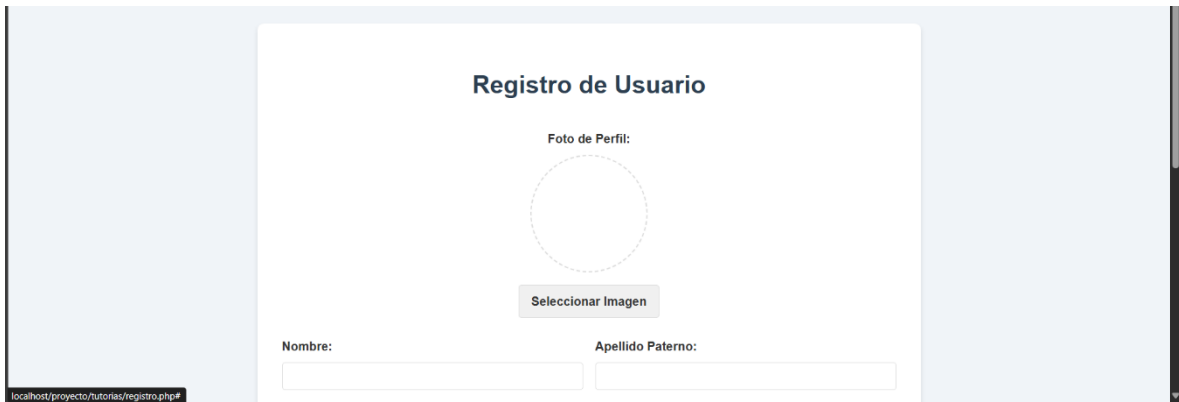 Registro de Usuario
Foto de Perfil:
Seleccionar Imagen
Nombre: Apellido Paterno:
localhost/proyecto/tutorias/registro.php#